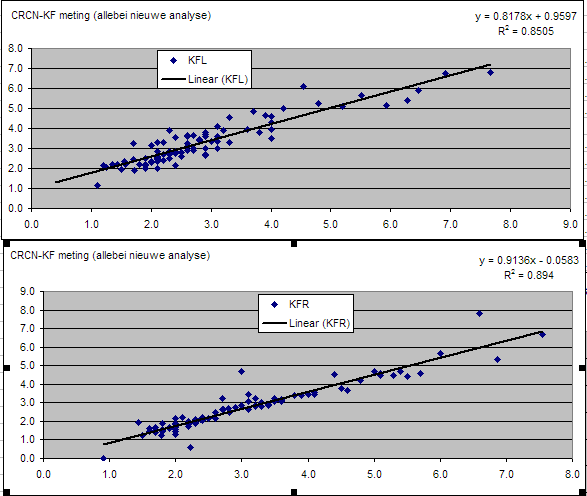 CRCN-KF meting (allebei nieuwe analyse)
y = 0.8178x + 0.9597
R² = 0.8505
KFL
Linear (KFL)
8.0
7.0
6.0
5.0
4.0
3.0
2.0
1.0
0.0
0.0 1.0 2.0 3.0 4.0 5.0 6.0 7.0 8.0 9.0
CRCN-KF meting (allebei nieuwe analyse)
y = 0.9136x - 0.0583
R² = 0.894
KFR
Linear (KFR)
9.0
8.0
7.0
6.0
5.0
4.0
3.0
2.0
1.0
0.0
0.0 1.0 2.0 3.0 4.0 5.0 6.0 7.0 8.0